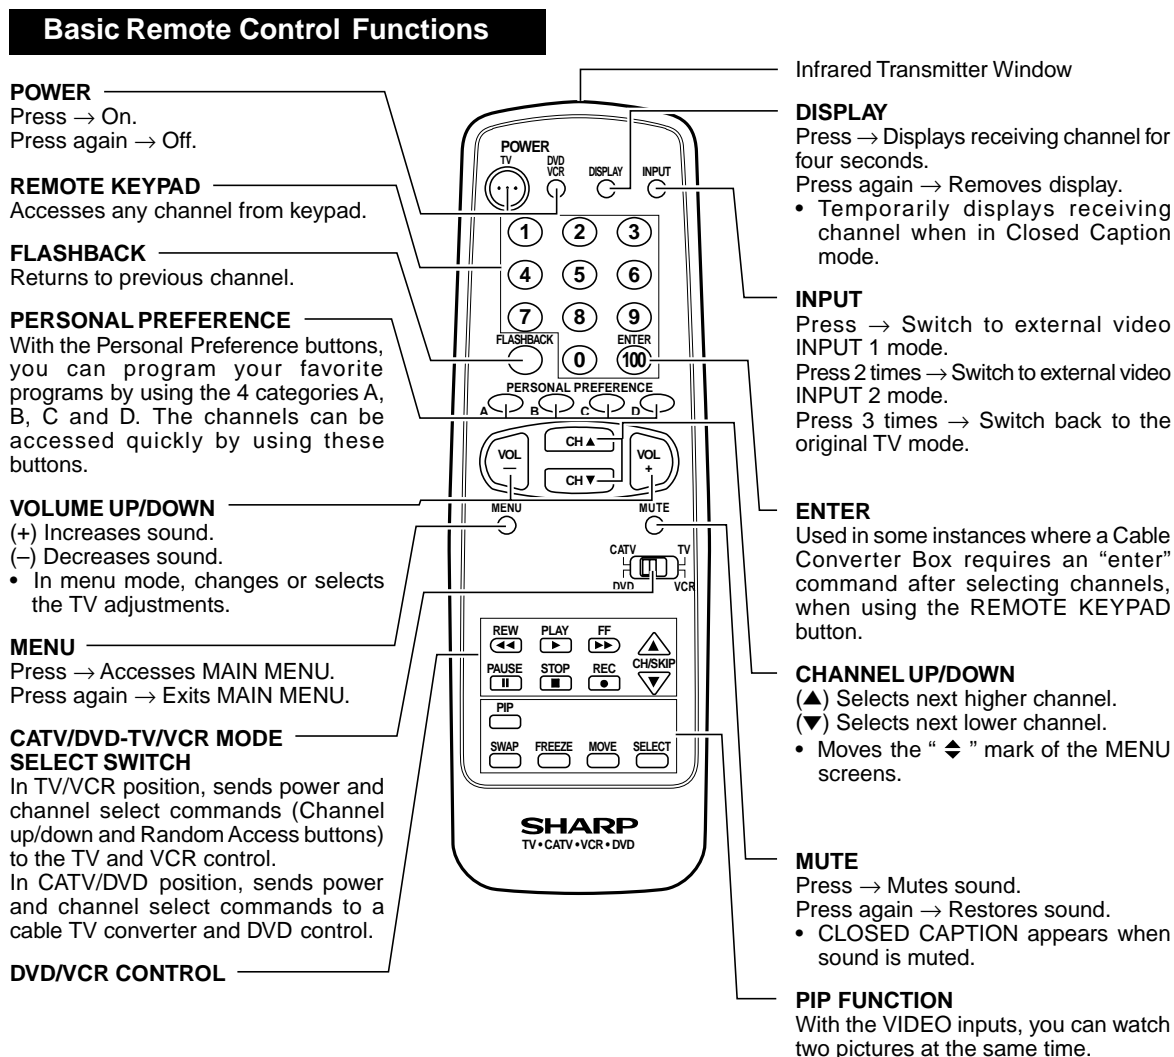 Basic Remote Control Functions
POWER
Press → On.
Press again → Off.
REMOTE KEYPAD
Accesses any channel from keypad.
FLASHBACK
Returns to previous channel.
PERSONAL PREFERENCE
With the Personal Preference buttons,
you can program your favorite
programs by using the 4 categories A,
B, C and D. The channels can be
accessed quickly by using these
buttons.
VOLUME UP/DOWN
(+) Increases sound.
(–) Decreases sound.
• In menu mode, changes or selects
the TV adjustments.
MENU
Press → Accesses MAIN MENU.
Press again → Exits MAIN MENU.
CATV/DVD-TV/VCR MODE
SELECT SWITCH
In TV/VCR position, sends power and
channel select commands (Channel
up/down and Random Access buttons)
to the TV and VCR control.
In CATV/DVD position, sends power
and channel select commands to a
cable TV converter and DVD control.
DVD/VCR CONTROL
POWER
TV DVD
VCR DISPLAY INPUT
1 2 3
4 5 6
7 8 9
FLASHBACK ENTER
0 100
PERSONAL PREFERENCE
A B C D
CH ▲
VOL – VOL +
CH ▼
MENU MUTE
CATV TV
DVD VCR
REW PLAY FF
◀◀ ▶ ▶▶ ▲
PAUSE STOP REC CH/SKIP
❚❚ ■ ● ▼
PIP
SWAP FREEZE MOVE SELECT
SHARP
TV • CATV • VCR • DVD
Infrared Transmitter Window
DISPLAY
Press → Displays receiving channel for
four seconds.
Press again → Removes display.
• Temporarily displays receiving
channel when in Closed Caption
mode.
INPUT
Press → Switch to external video
INPUT 1 mode.
Press 2 times → Switch to external video
INPUT 2 mode.
Press 3 times → Switch back to the
original TV mode.
ENTER
Used in some instances where a Cable
Converter Box requires an “enter”
command after selecting channels,
when using the REMOTE KEYPAD
button.
CHANNEL UP/DOWN
(▲) Selects next higher channel.
(▼) Selects next lower channel.
• Moves the “ ⬘ ” mark of the MENU
screens.
MUTE
Press → Mutes sound.
Press again → Restores sound.
• CLOSED CAPTION appears when
sound is muted.
PIP FUNCTION
With the VIDEO inputs, you can watch
two pictures at the same time.